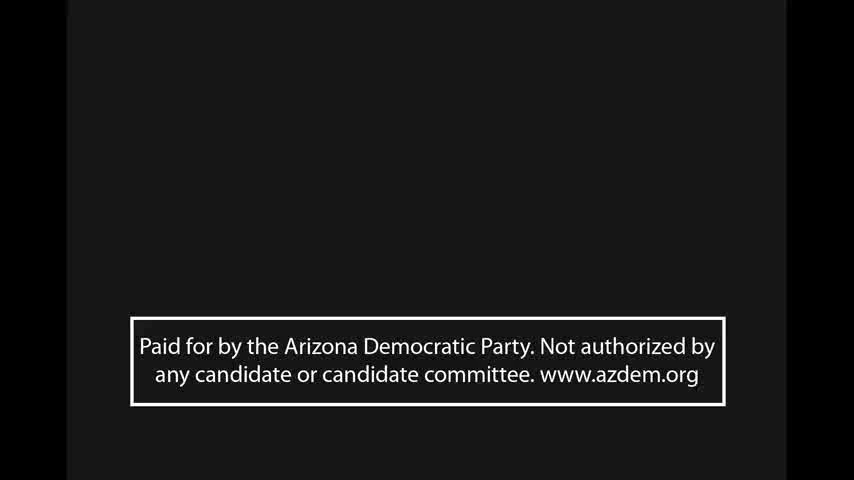 Paid for by the Arizona Democratic Party. Not authorized by
any candidate or candidate committee. www.azdem.org